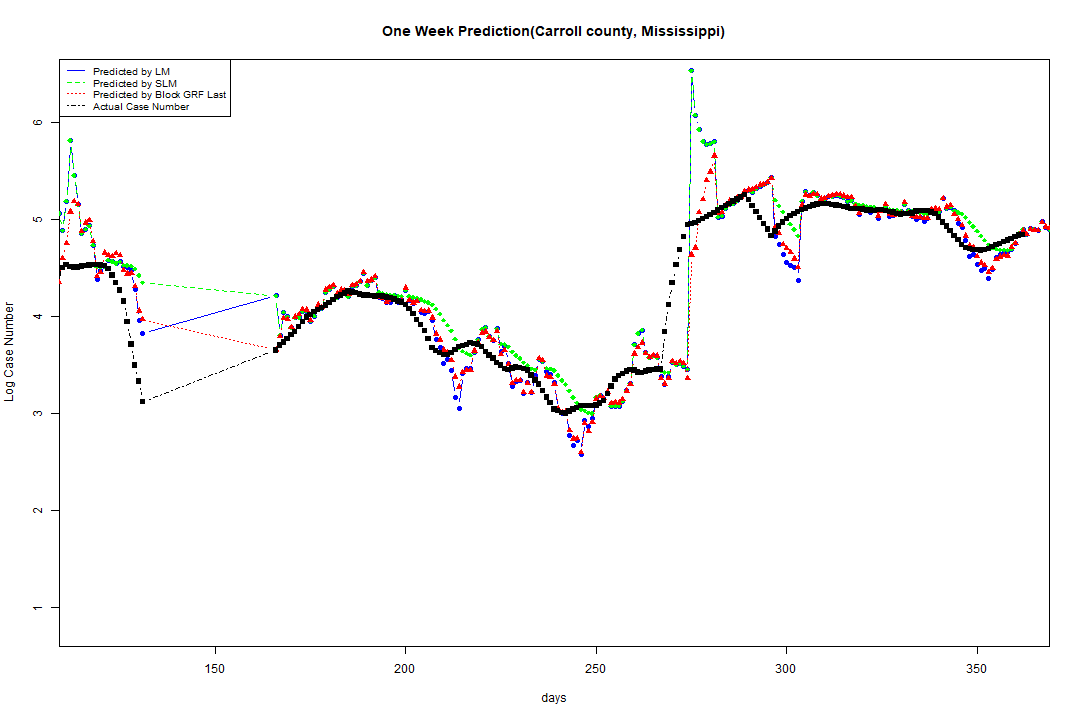 One Week Prediction(Carroll county, Mississippi)
Predicted by LM
Predicted by SLM
Predicted by Block GRF Last
Actual Case Number
6
5
4
3
2
1
Log Case Number
150 200 250 300 350
days